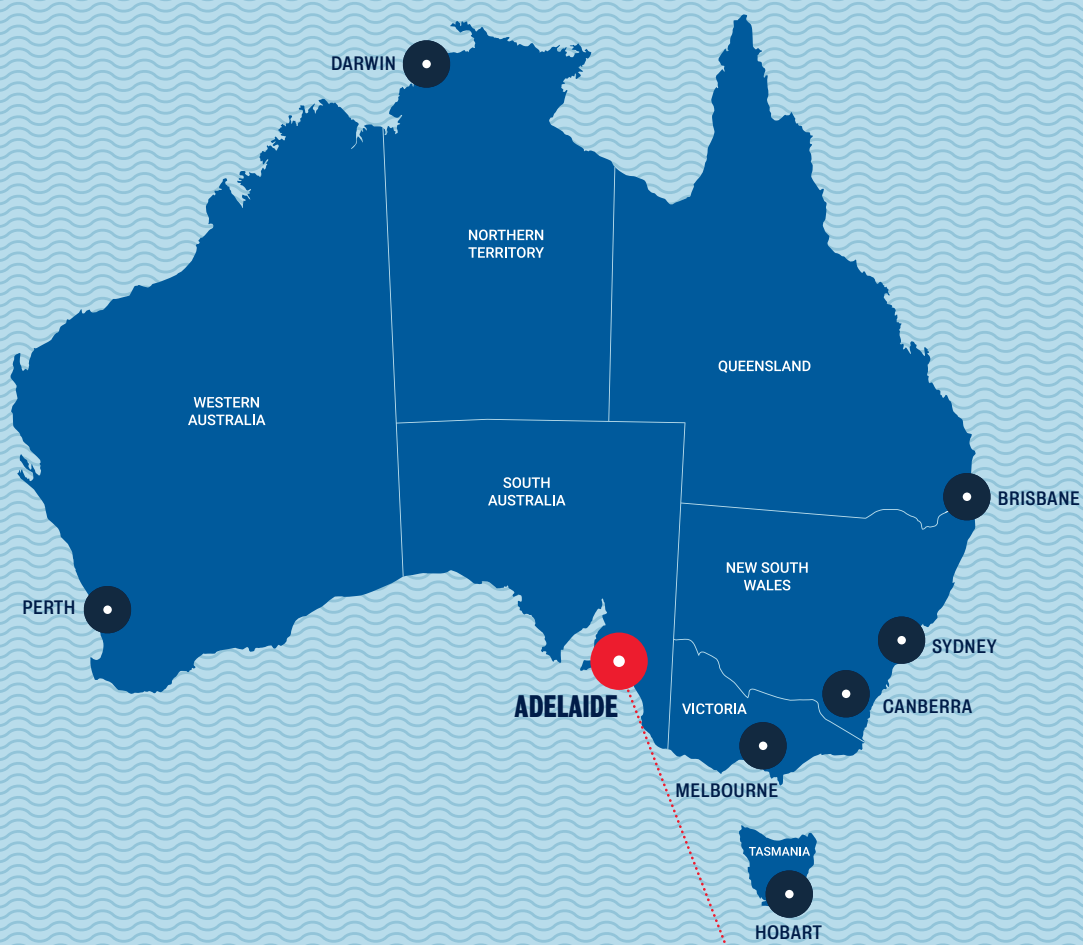 DARWIN
NORTHERN
TERRITORY
QUEENSLAND
WESTERN
AUSTRALIA
SOUTH
AUSTRALIA
BRISBANE
NEW SOUTH
WALES
PERTH
SYDNEY
ADELAIDE
VICTORIA
CANBERRA
MELBOURNE
TASMANIA
HOBART